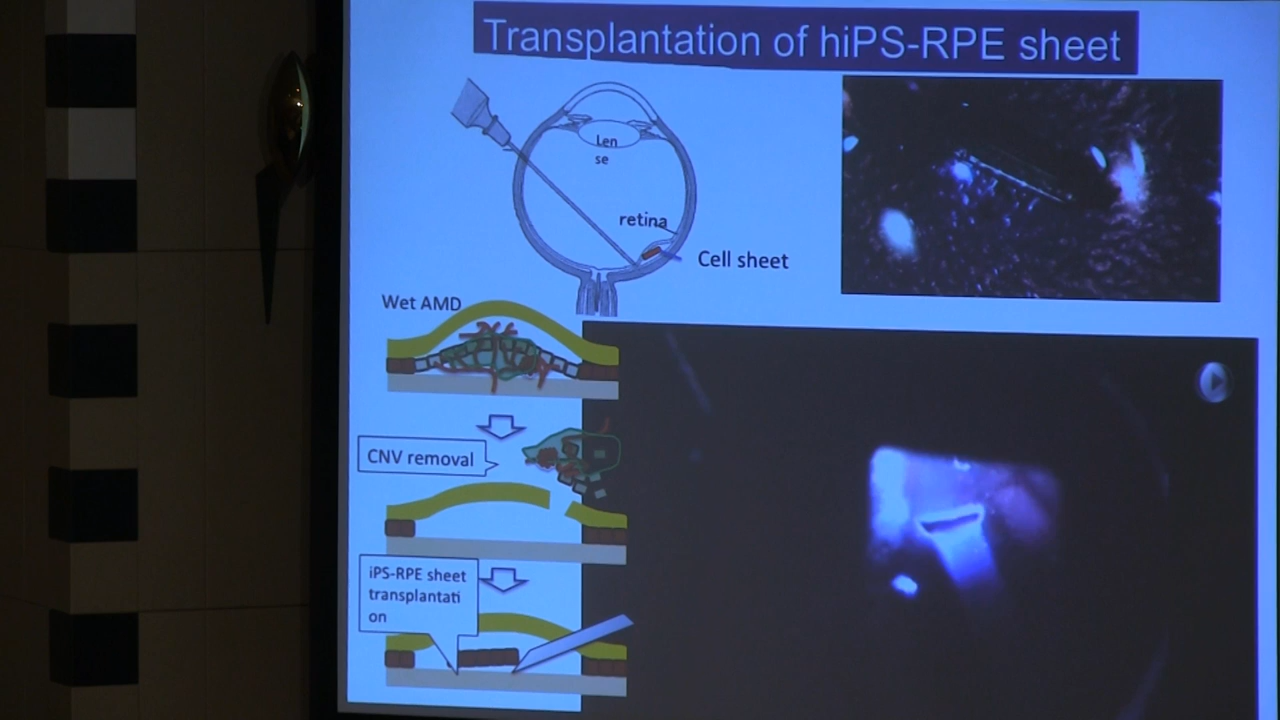 Transplantation of hiPS-RPE sheet
Len
se
retina
Cell sheet
Wet AMD
CNV removal
iPS-RPE sheet
transplantati
on